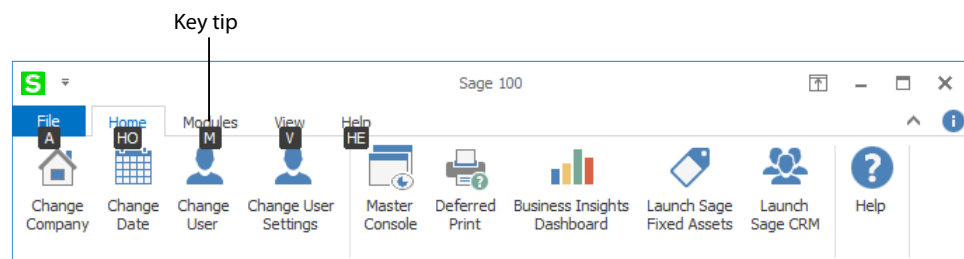 Key tip
S
Sage 100
File Home Modules View Help
A HO M V HE
Change Company
Change Date
Change User
Change User Settings
Master Console
Deferred Print
Business Insights Dashboard
Launch Sage Fixed Assets
Launch Sage CRM
Help